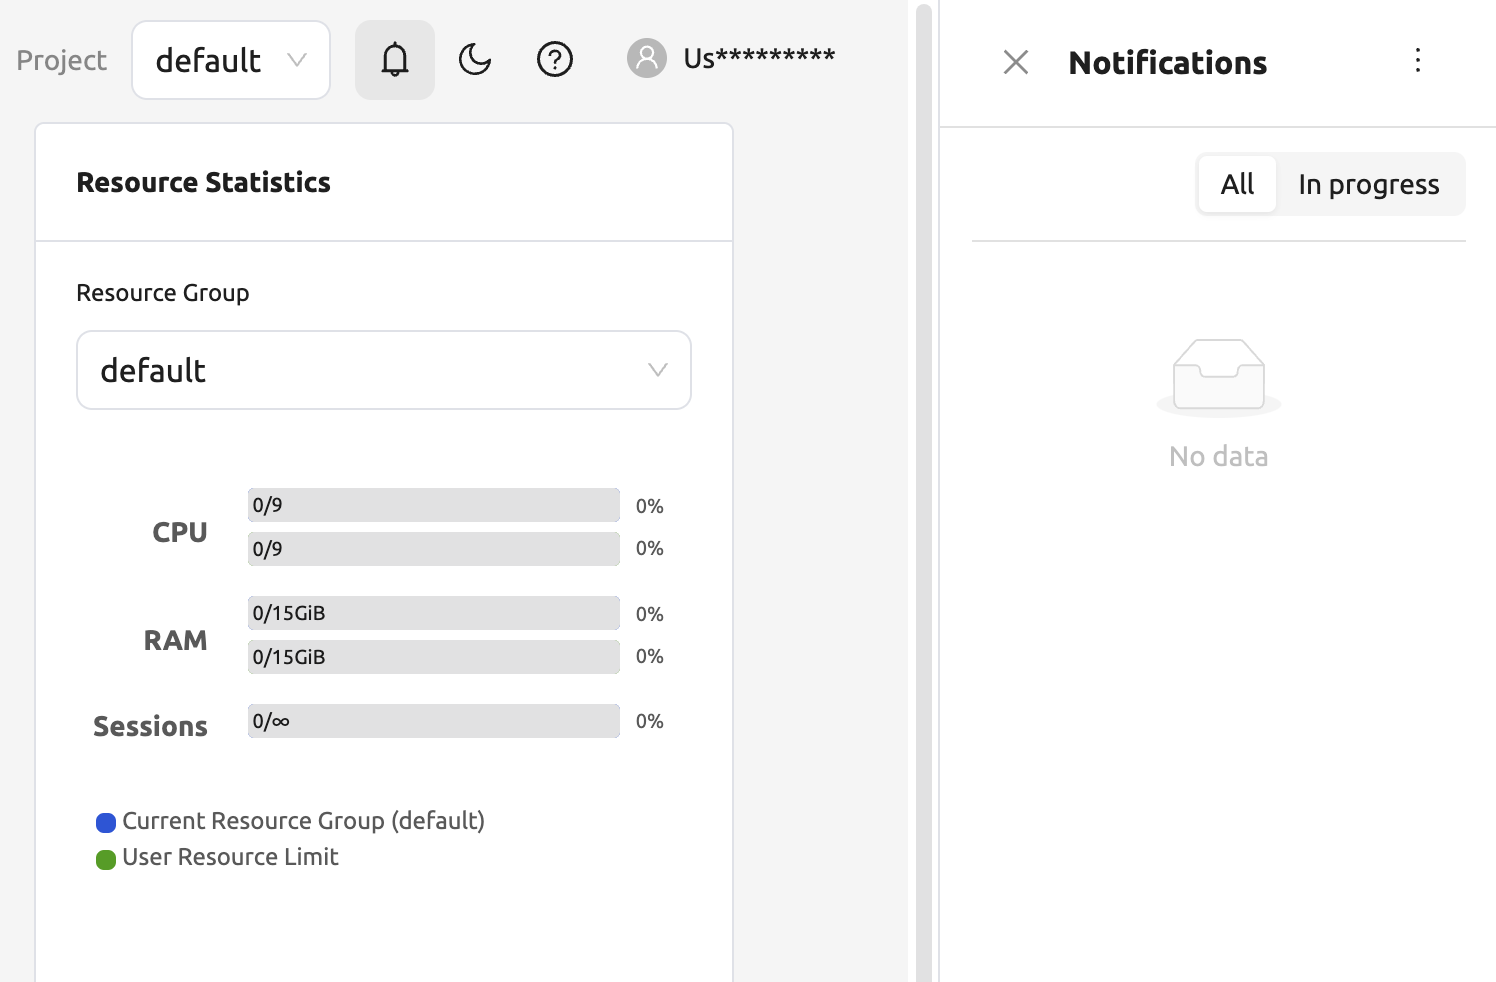 Project default Us*********
Resource Statistics
Resource Group
default
CPU
0/9 0%
0/9 0%
RAM
0/15GiB 0%
0/15GiB 0%
Sessions 0/∞ 0%
Current Resource Group (default)
User Resource Limit
Notifications
All In progress
No data